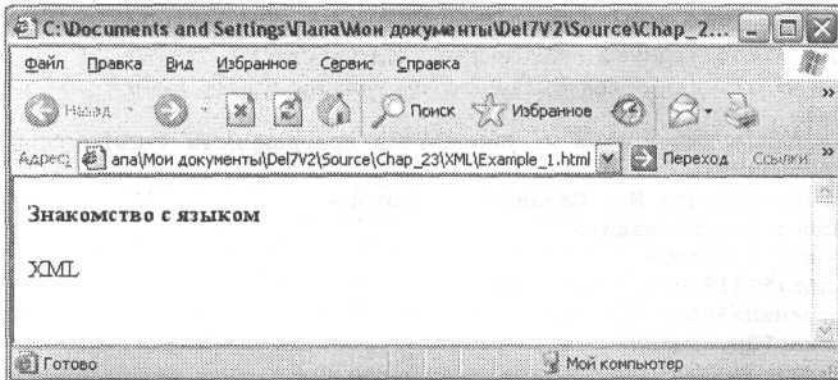 C:\Documents and Settings\Папа\Мои документы\Del7V2\Source\Chap_2...
Файл Правка Вид Избранное Сервис Справка
Назад Поиск Избранное »
Адрес: апа\Мои документы\Del7V2\Source\Chap_23\XML\Example_1.html Переход Ссылки »
Знакомство с языком
XML
Готово Мой компьютер